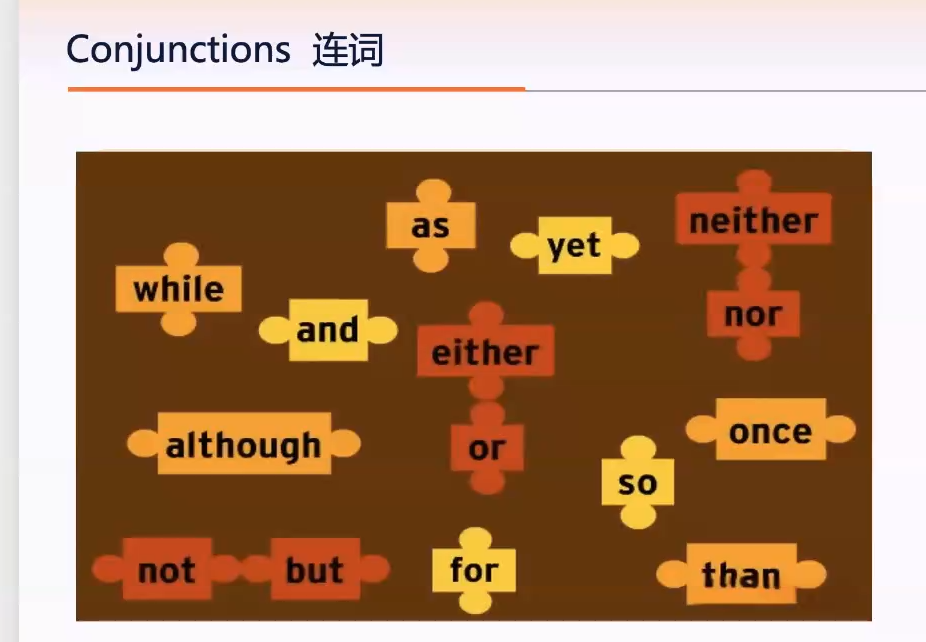 Conjunctions 连词
as
yet
neither
while
nor
and
either
although
or
once
so
not but
for
than